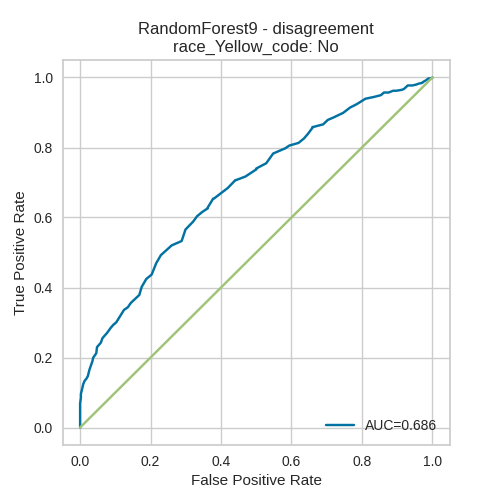 RandomForest9 - disagreement
race_Yellow_code: No
True Positive Rate
1.0
0.8
0.6
0.4
0.2
0.0
AUC=0.686
0.0 0.2 0.4 0.6 0.8 1.0
False Positive Rate